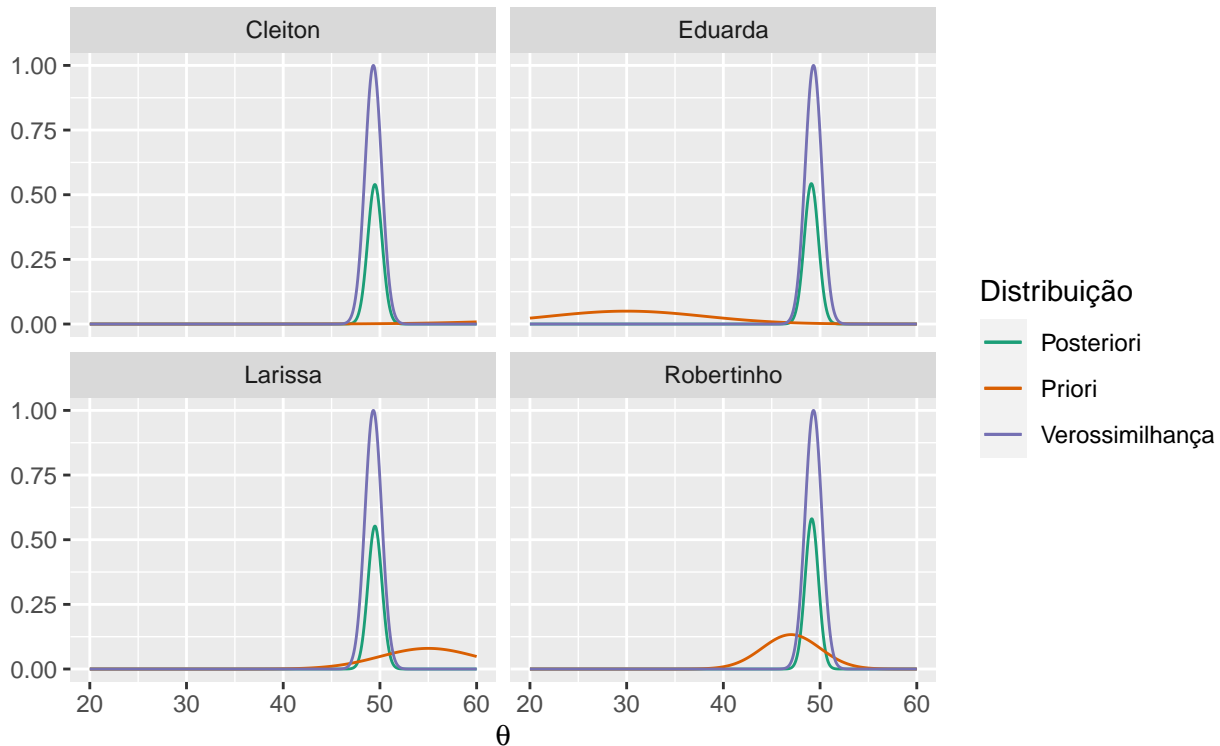 Cleiton
Eduarda
1.00
0.75
0.50
0.25
0.00
Larissa
Robertinho
1.00
0.75
0.50
0.25
0.00
20 30 40 50 60
20 30 40 50 60
θ
Distribuição
Posteriori
Priori
Verossimilhança